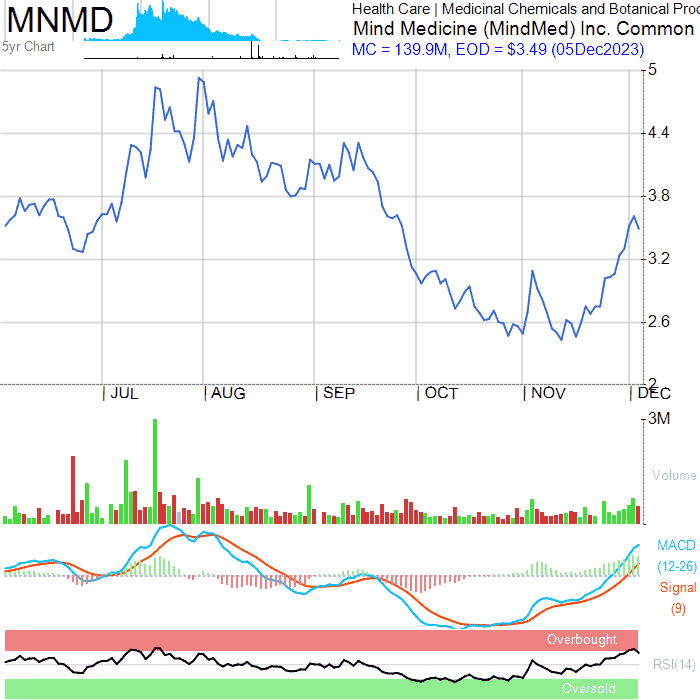 MNMD
5yr Chart
Health Care | Medicinal Chemicals and Botanical Proc
Mind Medicine (MindMed) Inc. Common
MC = 139.9M, EOD = $3.49 (05Dec2023)
5
4.4
3.8
3.2
2.6
2
JUL
AUG
SEP
OCT
NOV
DEC
3M
Volume
MACD
(12-26)
Signal
(9)
Overbought
RSI(14)
Oversold